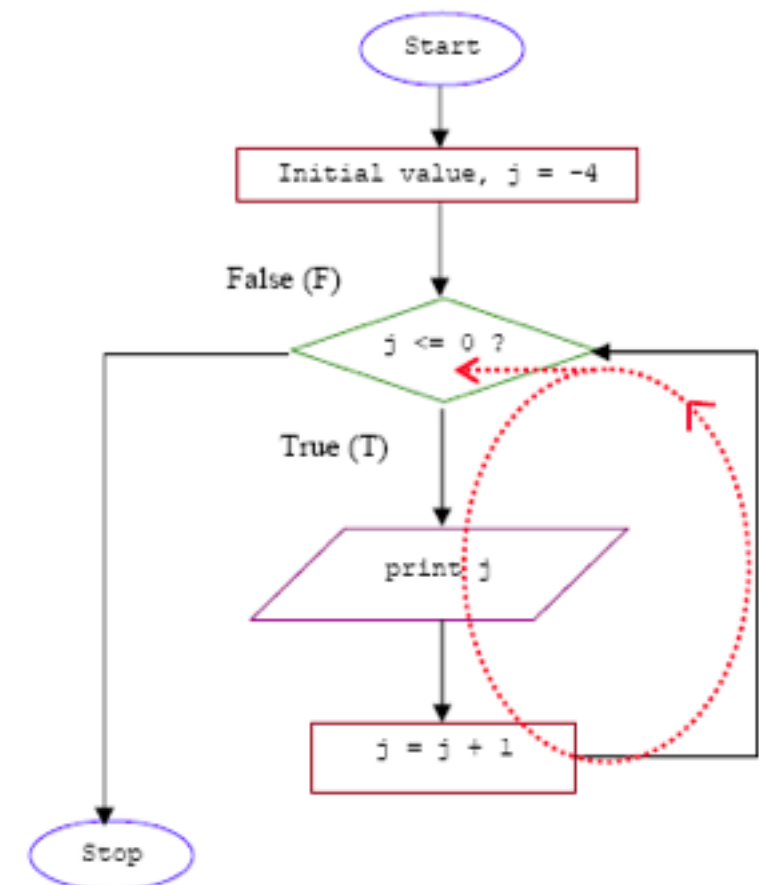 Start
Initial value, j = -4
False (F)
j <= 0 ?
True (T)
print j
j = j + 1
Stop